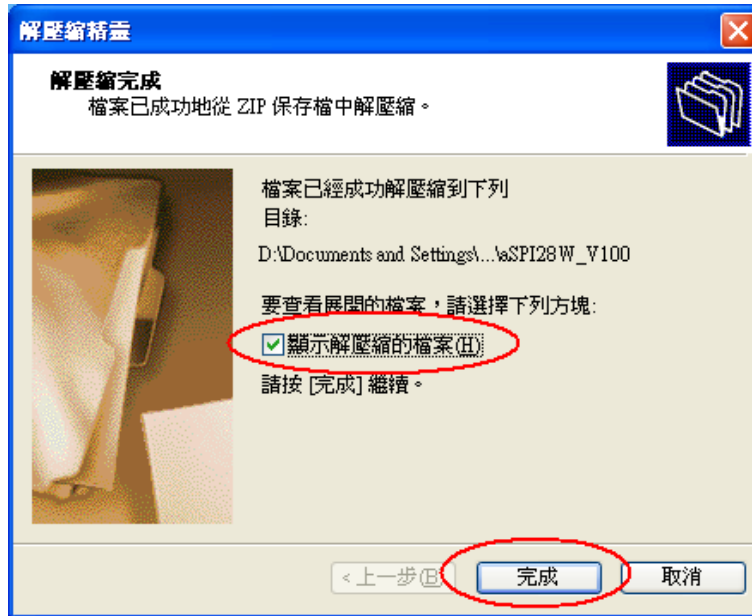 解壓縮精靈
解壓縮完成
檔案已成功地從 ZIP 保存檔中解壓縮。
檔案已經成功解壓縮到下列
目錄:
D:\Documents and Settings\...\aSPI28W_V100
要查看展開的檔案，請選擇下列方塊:
顯示解壓縮的檔案(H)
請按 [完成] 繼續。
<上一步(B) 完成 取消